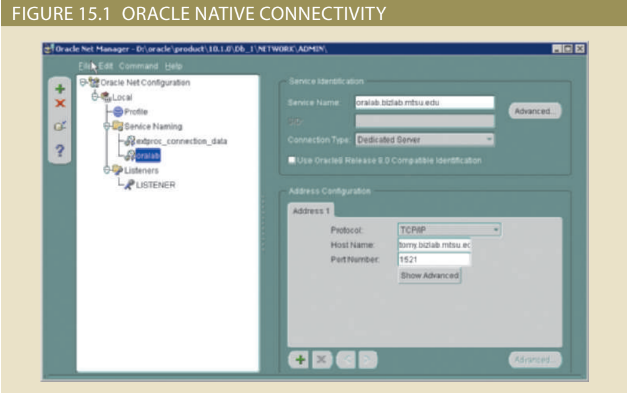 FIGURE 15.1 ORACLE NATIVE CONNECTIVITY
Oracle Net Manager - D:\oracle\product\10.1.0\Db_1\NETWORK\ADMIN\
File Edit Command Help
Oracle Net Configuration
Local
Profile
Service Naming
extproc_connection_data
oralab
Listeners
LISTENER
Service Identification
Service Name: oralab.bizlab.mtsu.edu
Advanced...
SID:
Connection Type: Dedicated Server
Use Oracle8 Release 8.0 Compatible Identification
Address Configuration
Address 1
Protocol: TCP/IP
Host Name: tomy.bizlab.mtsu.ec
Port Number: 1521
Show Advanced
Advanced...